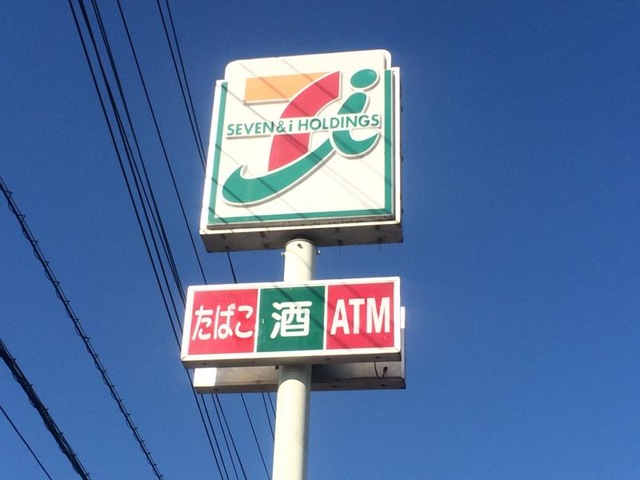 SEVEN&i HOLDINGS
たばこ 酒 ATM